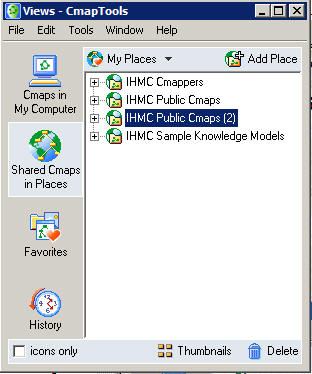 Views - CmapTools
File Edit Tools Window Help
My Places Add Place
Cmaps in
My Computer
Shared Cmaps
in Places
Favorites
History
IHMC Cmappers
IHMC Public Cmaps
IHMC Public Cmaps (2)
IHMC Sample Knowledge Models
icons only Thumbnails Delete